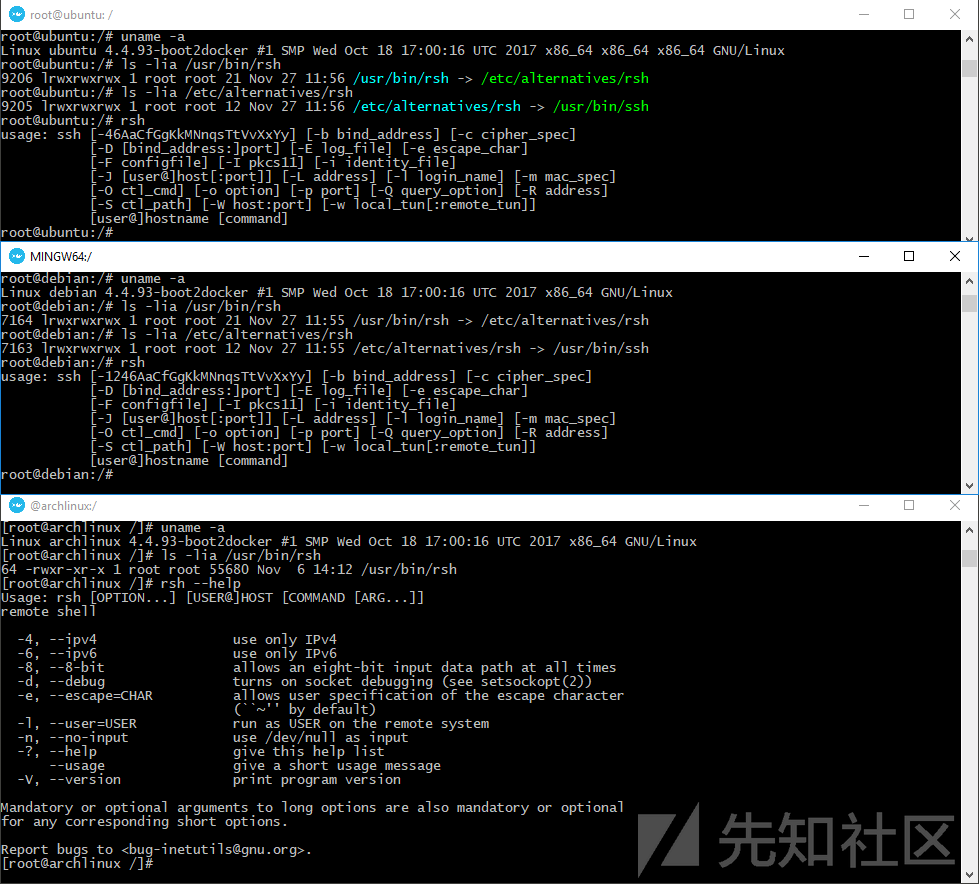 root@ubuntu: /
root@ubuntu:/# uname -a
Linux ubuntu 4.4.93-boot2docker #1 SMP Wed Oct 18 17:00:16 UTC 2017 x86_64 x86_64 x86_64 GNU/Linux
root@ubuntu:/# ls -lia /usr/bin/rsh
9206 lrwxrwxrwx 1 root root 21 Nov 27 11:56 /usr/bin/rsh -> /etc/alternatives/rsh
root@ubuntu:/# ls -lia /etc/alternatives/rsh
9205 lrwxrwxrwx 1 root root 12 Nov 27 11:56 /etc/alternatives/rsh -> /usr/bin/ssh
root@ubuntu:/# rsh
usage: ssh [-46AaCfGgKkMNnqsTtVvXxYy] [-b bind_address] [-c cipher_spec]
[-D [bind_address:]port] [-E log_file] [-e escape_char]
[-F configfile] [-I pkcs11] [-i identity_file]
[-J [user@]host[:port]] [-L address] [-l login_name] [-m mac_spec]
[-O ctl_cmd] [-o option] [-p port] [-Q query_option] [-R address]
[-S ctl_path] [-W host:port] [-w local_tun[:remote_tun]]
[user@]hostname [command]
root@ubuntu:/#
MINGW64:/
root@debian:/# uname -a
Linux debian 4.4.93-boot2docker #1 SMP Wed Oct 18 17:00:16 UTC 2017 x86_64 GNU/Linux
root@debian:/# ls -lia /usr/bin/rsh
7164 lrwxrwxrwx 1 root root 21 Nov 27 11:55 /usr/bin/rsh -> /etc/alternatives/rsh
root@debian:/# ls -lia /etc/alternatives/rsh
7163 lrwxrwxrwx 1 root root 12 Nov 27 11:55 /etc/alternatives/rsh -> /usr/bin/ssh
root@debian:/# rsh
usage: ssh [-1246AaCfGgKkMNnqsTtVvXxYy] [-b bind_address] [-c cipher_spec]
[-D [bind_address:]port] [-E log_file] [-e escape_char]
[-F configfile] [-I pkcs11] [-i identity_file]
[-J [user@]host[:port]] [-L address] [-l login_name] [-m mac_spec]
[-O ctl_cmd] [-o option] [-p port] [-Q query_option] [-R address]
[-S ctl_path] [-W host:port] [-w local_tun[:remote_tun]]
[user@]hostname [command]
root@debian:/#
@archlinux:/
[root@archlinux /]# uname -a
Linux archlinux 4.4.93-boot2docker #1 SMP Wed Oct 18 17:00:16 UTC 2017 x86_64 GNU/Linux
[root@archlinux /]# ls -lia /usr/bin/rsh
64 -rwxr-xr-x 1 root root 55680 Nov  6 14:12 /usr/bin/rsh
[root@archlinux /]# rsh --help
Usage: rsh [OPTION...] [USER@]HOST [COMMAND [ARG...]]
remote shell
-4, --ipv4 use only IPv4
-6, --ipv6 use only IPv6
-8, --8-bit allows an eight-bit input data path at all times
-d, --debug turns on socket debugging (see setsockopt(2))
-e, --escape=CHAR allows user specification of the escape character
(``~'' by default)
-l, --user=USER run as USER on the remote system
-n, --no-input use /dev/null as input
-?, --help give this help list
--usage give a short usage message
-V, --version print program version
Mandatory or optional arguments to long options are also mandatory or optional
for any corresponding short options.
Report bugs to <bug-inetutils@gnu.org>.
[root@archlinux /]#
先知社区